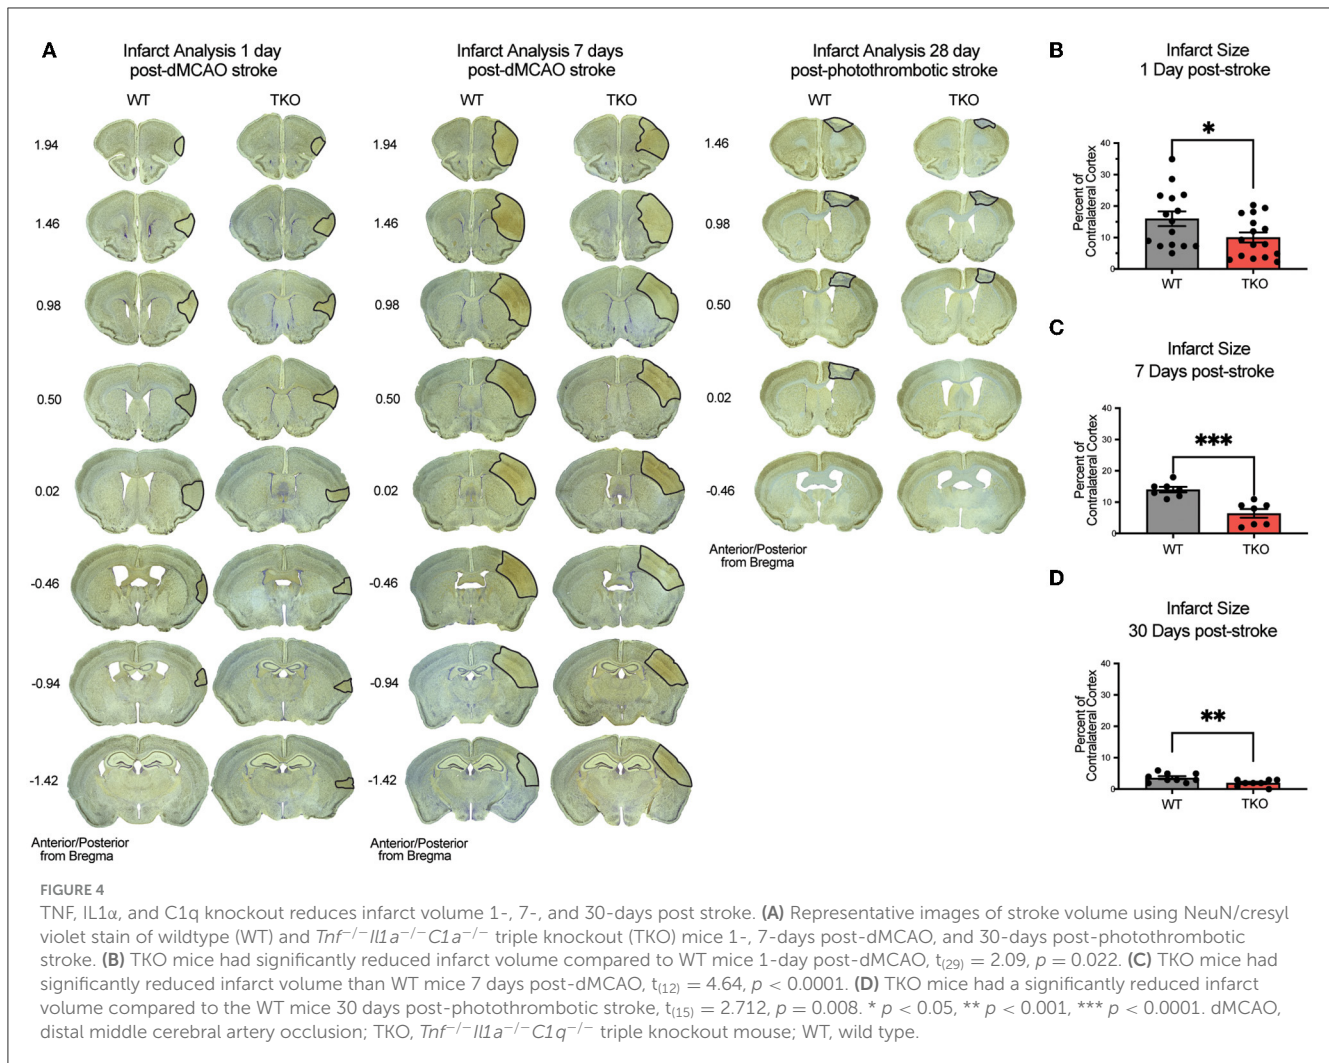 A
Infarct Analysis 1 day
post-dMCAO stroke
WT
TKO
1.94
1.46
0.98
0.50
0.02
-0.46
-0.94
-1.42
Anterior/Posterior
from Bregma
Infarct Analysis 7 days
post-dMCAO stroke
WT
TKO
1.94
1.46
0.98
0.50
0.02
-0.46
-0.94
-1.42
Anterior/Posterior
from Bregma
Infarct Analysis 28 day
post-photothrombotic stroke
WT
TKO
1.46
0.98
0.50
0.02
-0.46
Anterior/Posterior
from Bregma
B
Infarct Size
1 Day post-stroke
*
Percent of
Contralateral Cortex
40
30
20
10
0
WT
TKO
C
Infarct Size
7 Days post-stroke
***
Percent of
Contralateral Cortex
40
30
20
10
0
WT
TKO
D
Infarct Size
30 Days post-stroke
**
Percent of
Contralateral Cortex
40
30
20
10
0
WT
TKO
FIGURE 4
TNF, IL1α, and C1q knockout reduces infarct volume 1-, 7-, and 30-days post stroke. (A) Representative images of stroke volume using NeuN/cresyl
violet stain of wildtype (WT) and Tnf−/−Il1a−/−C1a−/− triple knockout (TKO) mice 1-, 7-days post-dMCAO, and 30-days post-photothrombotic
stroke. (B) TKO mice had significantly reduced infarct volume compared to WT mice 1-day post-dMCAO, t(29) = 2.09, p = 0.022. (C) TKO mice had
significantly reduced infarct volume than WT mice 7 days post-dMCAO, t(12) = 4.64, p < 0.0001. (D) TKO mice had a significantly reduced infarct
volume compared to the WT mice 30 days post-photothrombotic stroke, t(15) = 2.712, p = 0.008. * p < 0.05, ** p < 0.001, *** p < 0.0001. dMCAO,
distal middle cerebral artery occlusion; TKO, Tnf−/−Il1a−/−C1q−/− triple knockout mouse; WT, wild type.